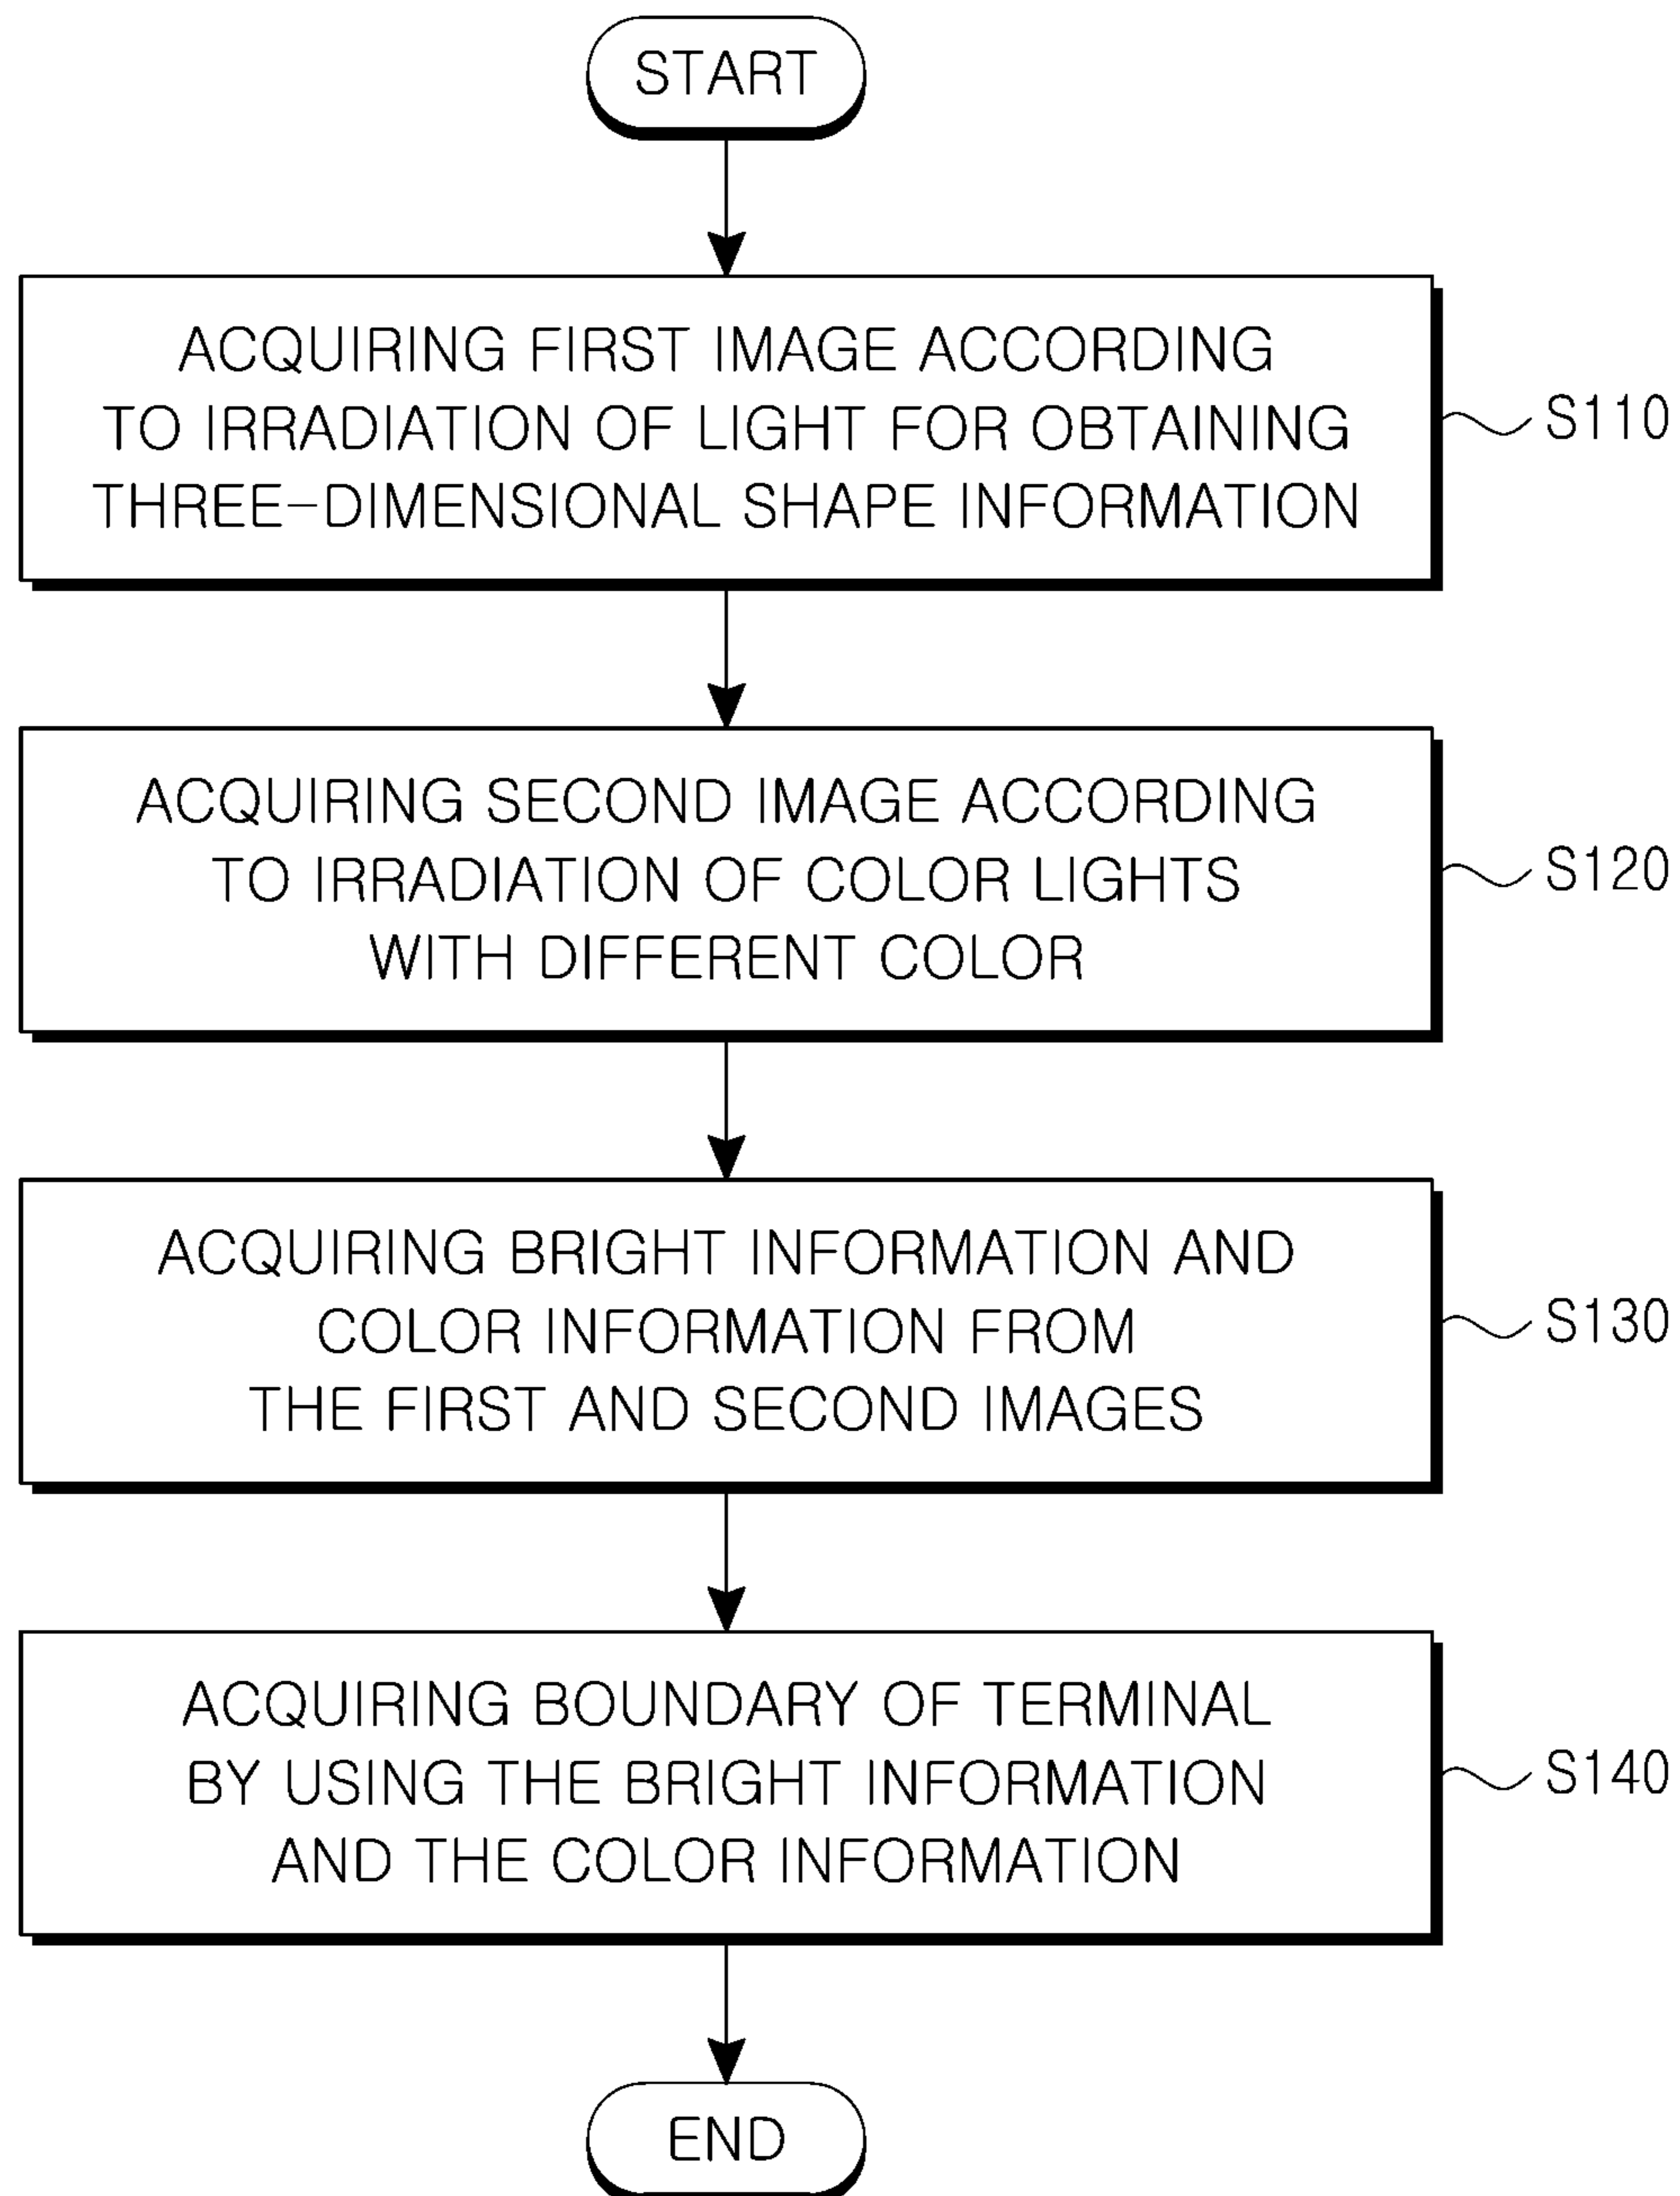 START
ACQUIRING FIRST IMAGE ACCORDING
TO IRRADIATION OF LIGHT FOR OBTAINING
THREE-DIMENSIONAL SHAPE INFORMATION
S110
ACQUIRING SECOND IMAGE ACCORDING
TO IRRADIATION OF COLOR LIGHTS
WITH DIFFERENT COLOR
S120
ACQUIRING BRIGHT INFORMATION AND
COLOR INFORMATION FROM
THE FIRST AND SECOND IMAGES
S130
ACQUIRING BOUNDARY OF TERMINAL
BY USING THE BRIGHT INFORMATION
AND THE COLOR INFORMATION
S140
END